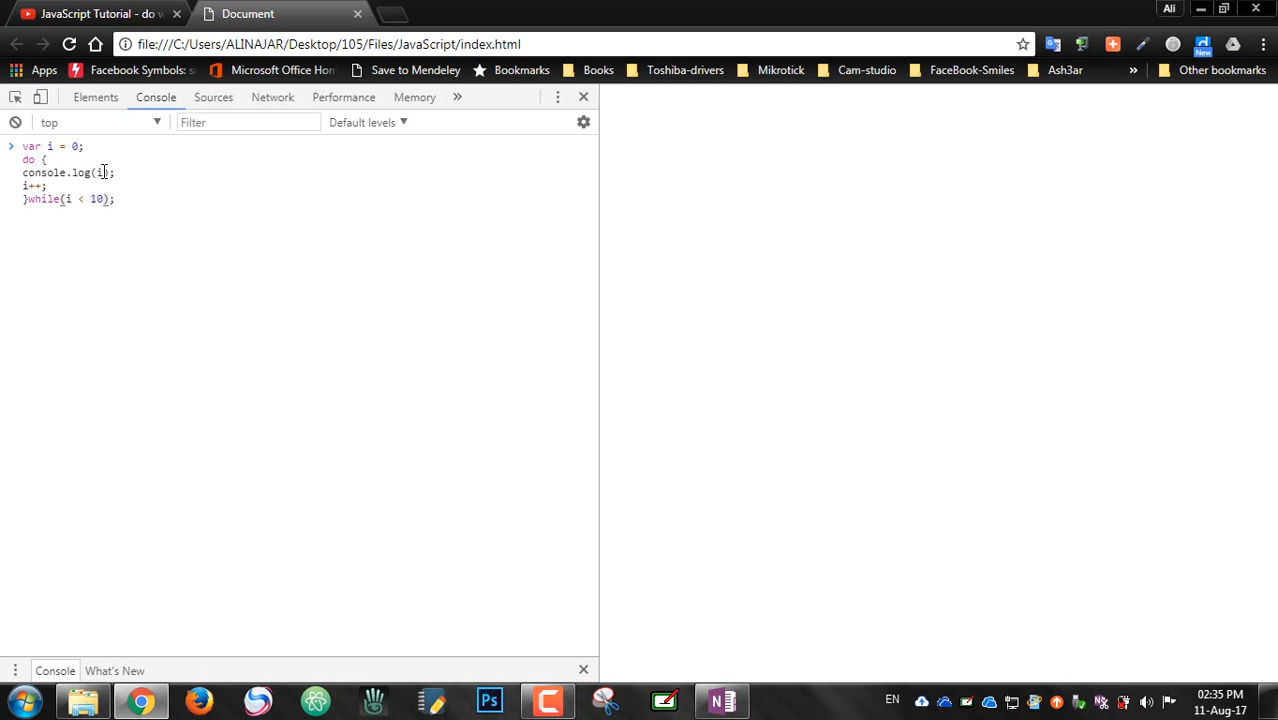 JavaScript Tutorial - do w
Document
Ali
file:///C:/Users/ALINAJAR/Desktop/105/Files/JavaScript/index.html
New
Apps
Facebook Symbols: s
Microsoft Office Hom
Save to Mendeley
Bookmarks
Books
Toshiba-drivers
Mikrotick
Cam-studio
FaceBook-Smiles
Ash3ar
»
Other bookmarks
Elements
Console
Sources
Network
Performance
Memory
»
top
Filter
Default levels
> var i = 0;
do {
console.log(i);
i++;
}while(i < 10);
Console
What's New
Ps
N
EN
02:35 PM
11-Aug-17